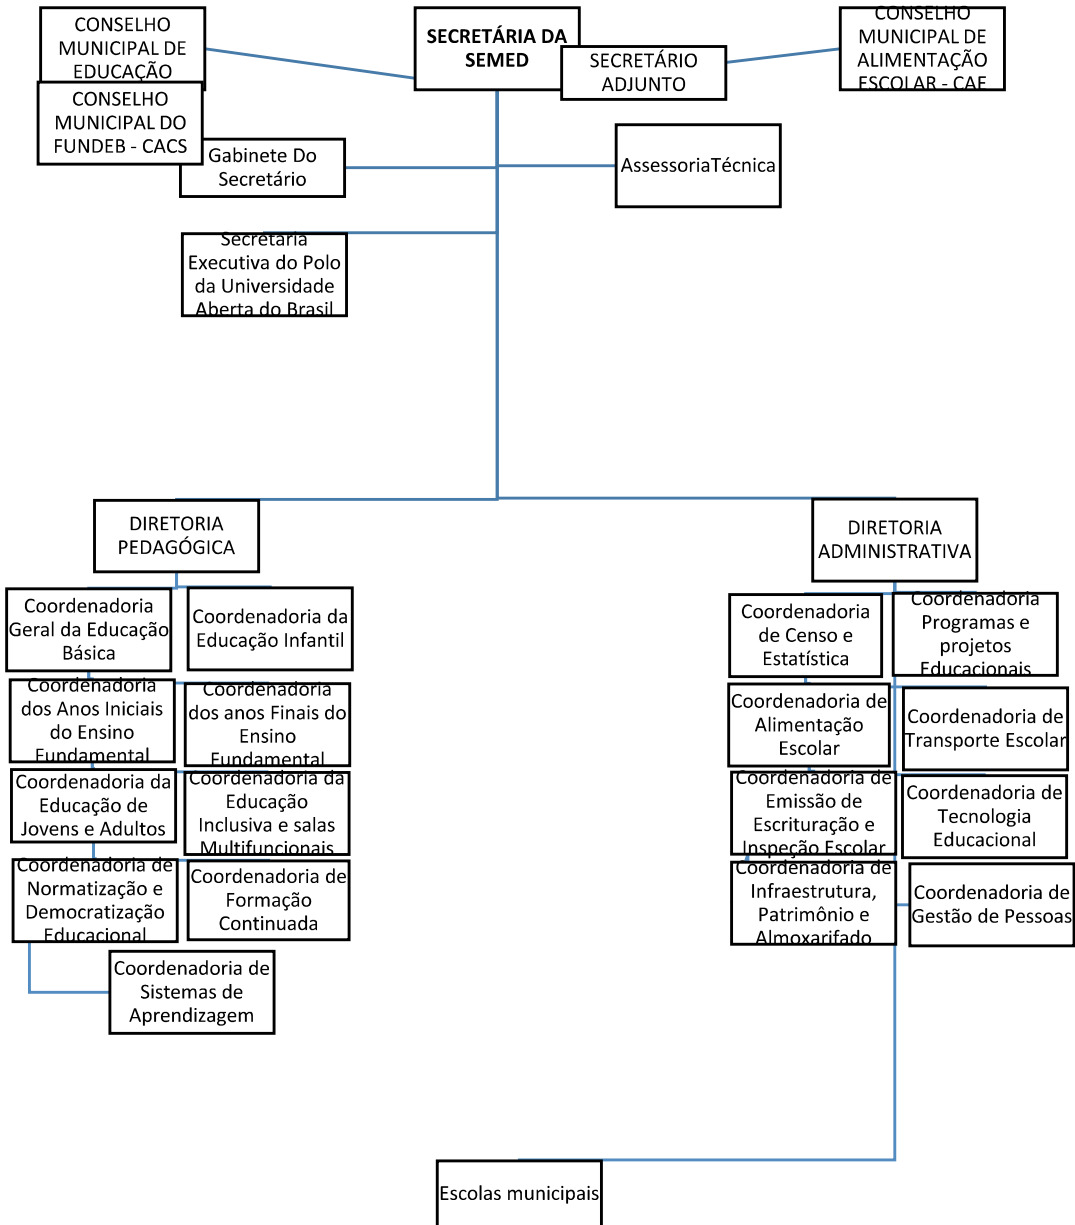 CONSELHO
MUNICIPAL DE
EDUCAÇÃO
CONSELHO
MUNICIPAL DO
FUNDEB - CACS
SECRETÁRIA DA
SEMED
SECRETÁRIO
ADJUNTO
CONSELHO
MUNICIPAL DE
ALIMENTAÇÃO
ESCOLAR - CAE
Gabinete Do
Secretário
AssessoriaTécnica
Secretaria
Executiva do Polo
da Universidade
Aberta do Brasil
DIRETORIA
PEDAGÓGICA
DIRETORIA
ADMINISTRATIVA
Coordenadoria
Geral da Educação
Básica
Coordenadoria da
Educação Infantil
Coordenadoria
dos Anos Iniciais
do Ensino
Fundamental
Coordenadoria
dos anos Finais do
Ensino
Fundamental
Coordenadoria da
Educação de
Jovens e Adultos
Coordenadoria da
Educação
Inclusiva e salas
Multifuncionais
Coordenadoria de
Normatização e
Democratização
Educacional
Coordenadoria de
Formação
Continuada
Coordenadoria de
Sistemas de
Aprendizagem
Coordenadoria
de Censo e
Estatística
Coordenadoria
Programas e
projetos
Educacionais
Coordenadoria de
Alimentação
Escolar
Coordenadoria de
Transporte Escolar
Coordenadoria de
Emissão de
Escrituração e
Inspeção Escolar
Coordenadoria de
Tecnologia
Educacional
Coordenadoria de
Infraestrutura,
Patrimônio e
Almoxarifado
Coordenadoria de
Gestão de Pessoas
Escolas municipais